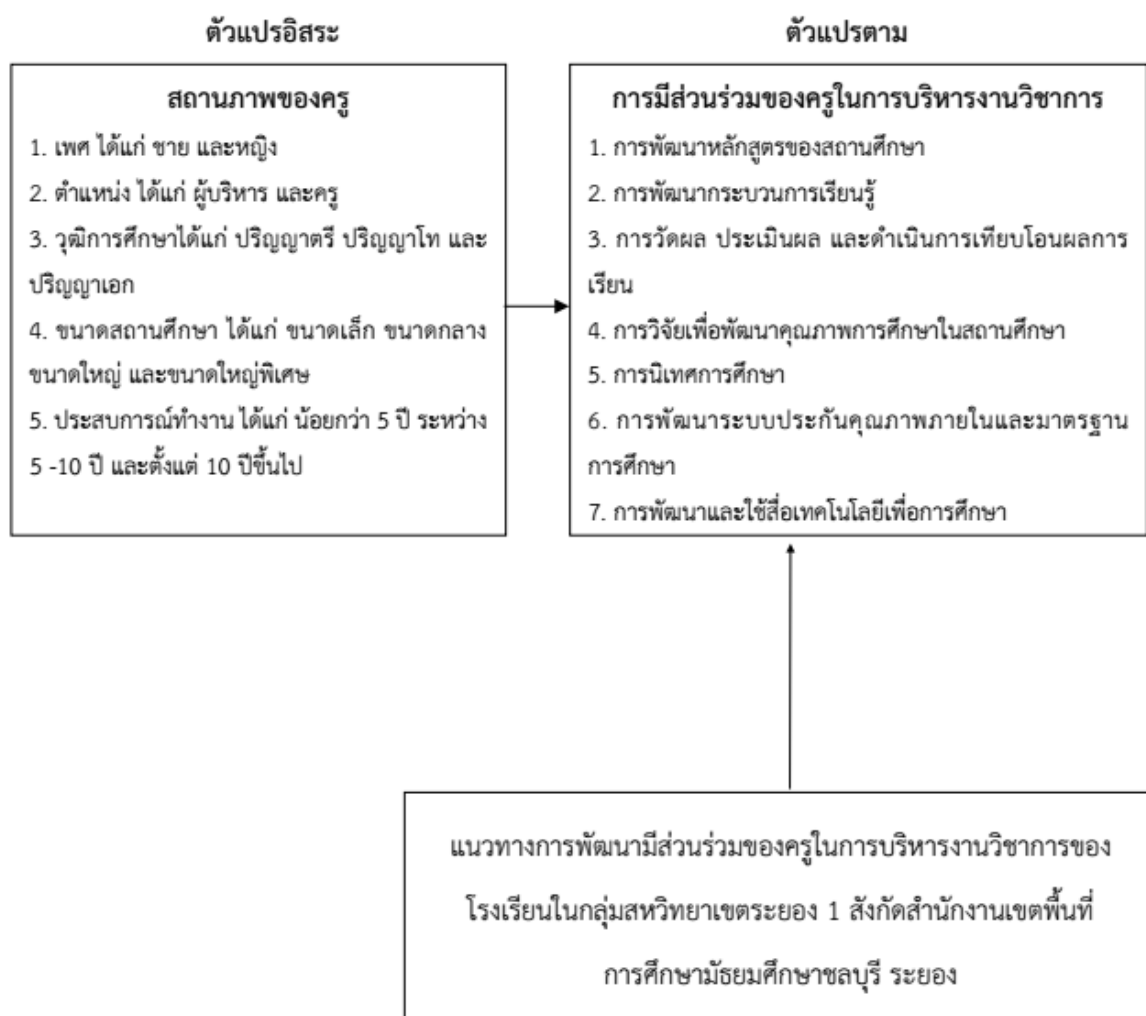 ตัวแปรอิสระ
สถานภาพของครู
1. เพศ ได้แก่ ชาย และหญิง
2. ตำแหน่ง ได้แก่ ผู้บริหาร และครู
3. วุฒิการศึกษาได้แก่ ปริญญาตรี ปริญญาโท และ
ปริญญาเอก
4. ขนาดสถานศึกษา ได้แก่ ขนาดเล็ก ขนาดกลาง
ขนาดใหญ่ และขนาดใหญ่พิเศษ
5. ประสบการณ์ทำงาน ได้แก่ น้อยกว่า 5 ปี ระหว่าง
5 -10 ปี และตั้งแต่ 10 ปีขึ้นไป
ตัวแปรตาม
การมีส่วนร่วมของครูในการบริหารงานวิชาการ
1. การพัฒนาหลักสูตรของสถานศึกษา
2. การพัฒนากระบวนการเรียนรู้
3. การวัดผล ประเมินผล และดำเนินการเทียบโอนผลการ
เรียน
4. การวิจัยเพื่อพัฒนาคุณภาพการศึกษาในสถานศึกษา
5. การนิเทศการศึกษา
6. การพัฒนาระบบประกันคุณภาพภายในและมาตรฐาน
การศึกษา
7. การพัฒนาและใช้สื่อเทคโนโลยีเพื่อการศึกษา
แนวทางการพัฒนามีส่วนร่วมของครูในการบริหารงานวิชาการของ
โรงเรียนในกลุ่มสหวิทยาเขตระยอง 1 สังกัดสำนักงานเขตพื้นที่
การศึกษามัธยมศึกษาชลบุรี ระยอง